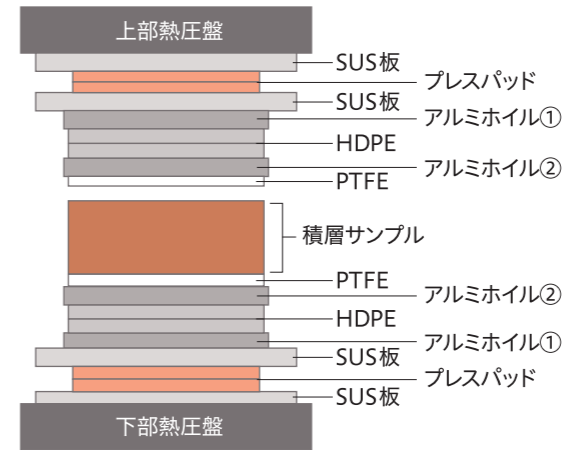 上部熱圧盤
SUS板
プレスパッド
SUS板
アルミホイル①
HDPE
アルミホイル②
PTFE
積層サンプル
PTFE
アルミホイル②
HDPE
アルミホイル①
SUS板
プレスパッド
SUS板
下部熱圧盤